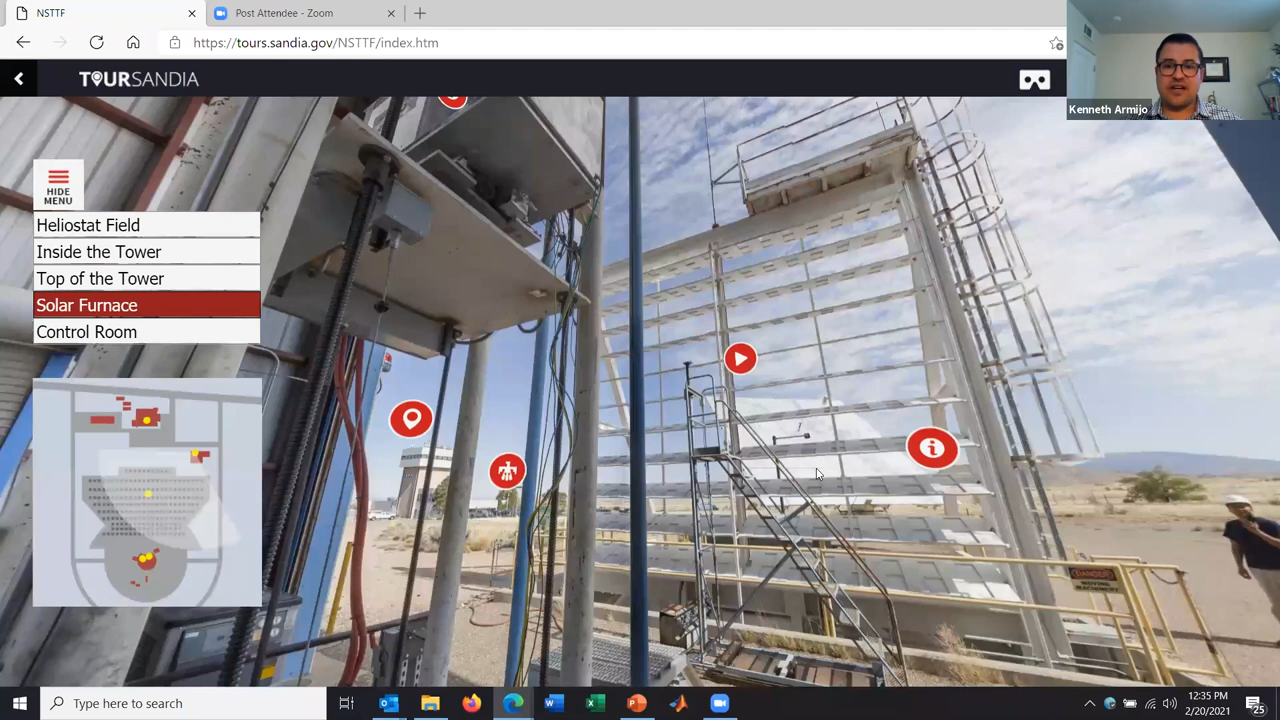 NSTTF
Post Attendee - Zoom
https://tours.sandia.gov/NSTTF/index.htm
TOURSANDIA
Kenneth Armijo
HIDE
MENU
Heliostat Field
Inside the Tower
Top of the Tower
Solar Furnace
Control Room
DANGER
MOVING
MACHINERY
Type here to search
12:35 PM
2/20/2021
25